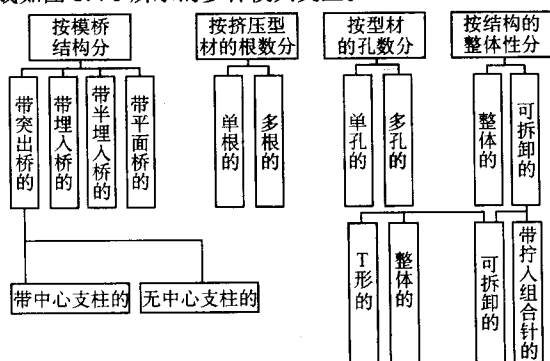 按模桥
结构分
按挤压型
材的根数分
按型材
的孔数分
按结构的
整体性分
带突出桥的
带埋入桥的
带半埋入桥的
带平面桥的
单根的
多根的
单孔的
多孔的
整体的
可拆卸的
带中心支柱的
无中心支柱的
T形的
整体的
可拆卸的
带拧入组合针的